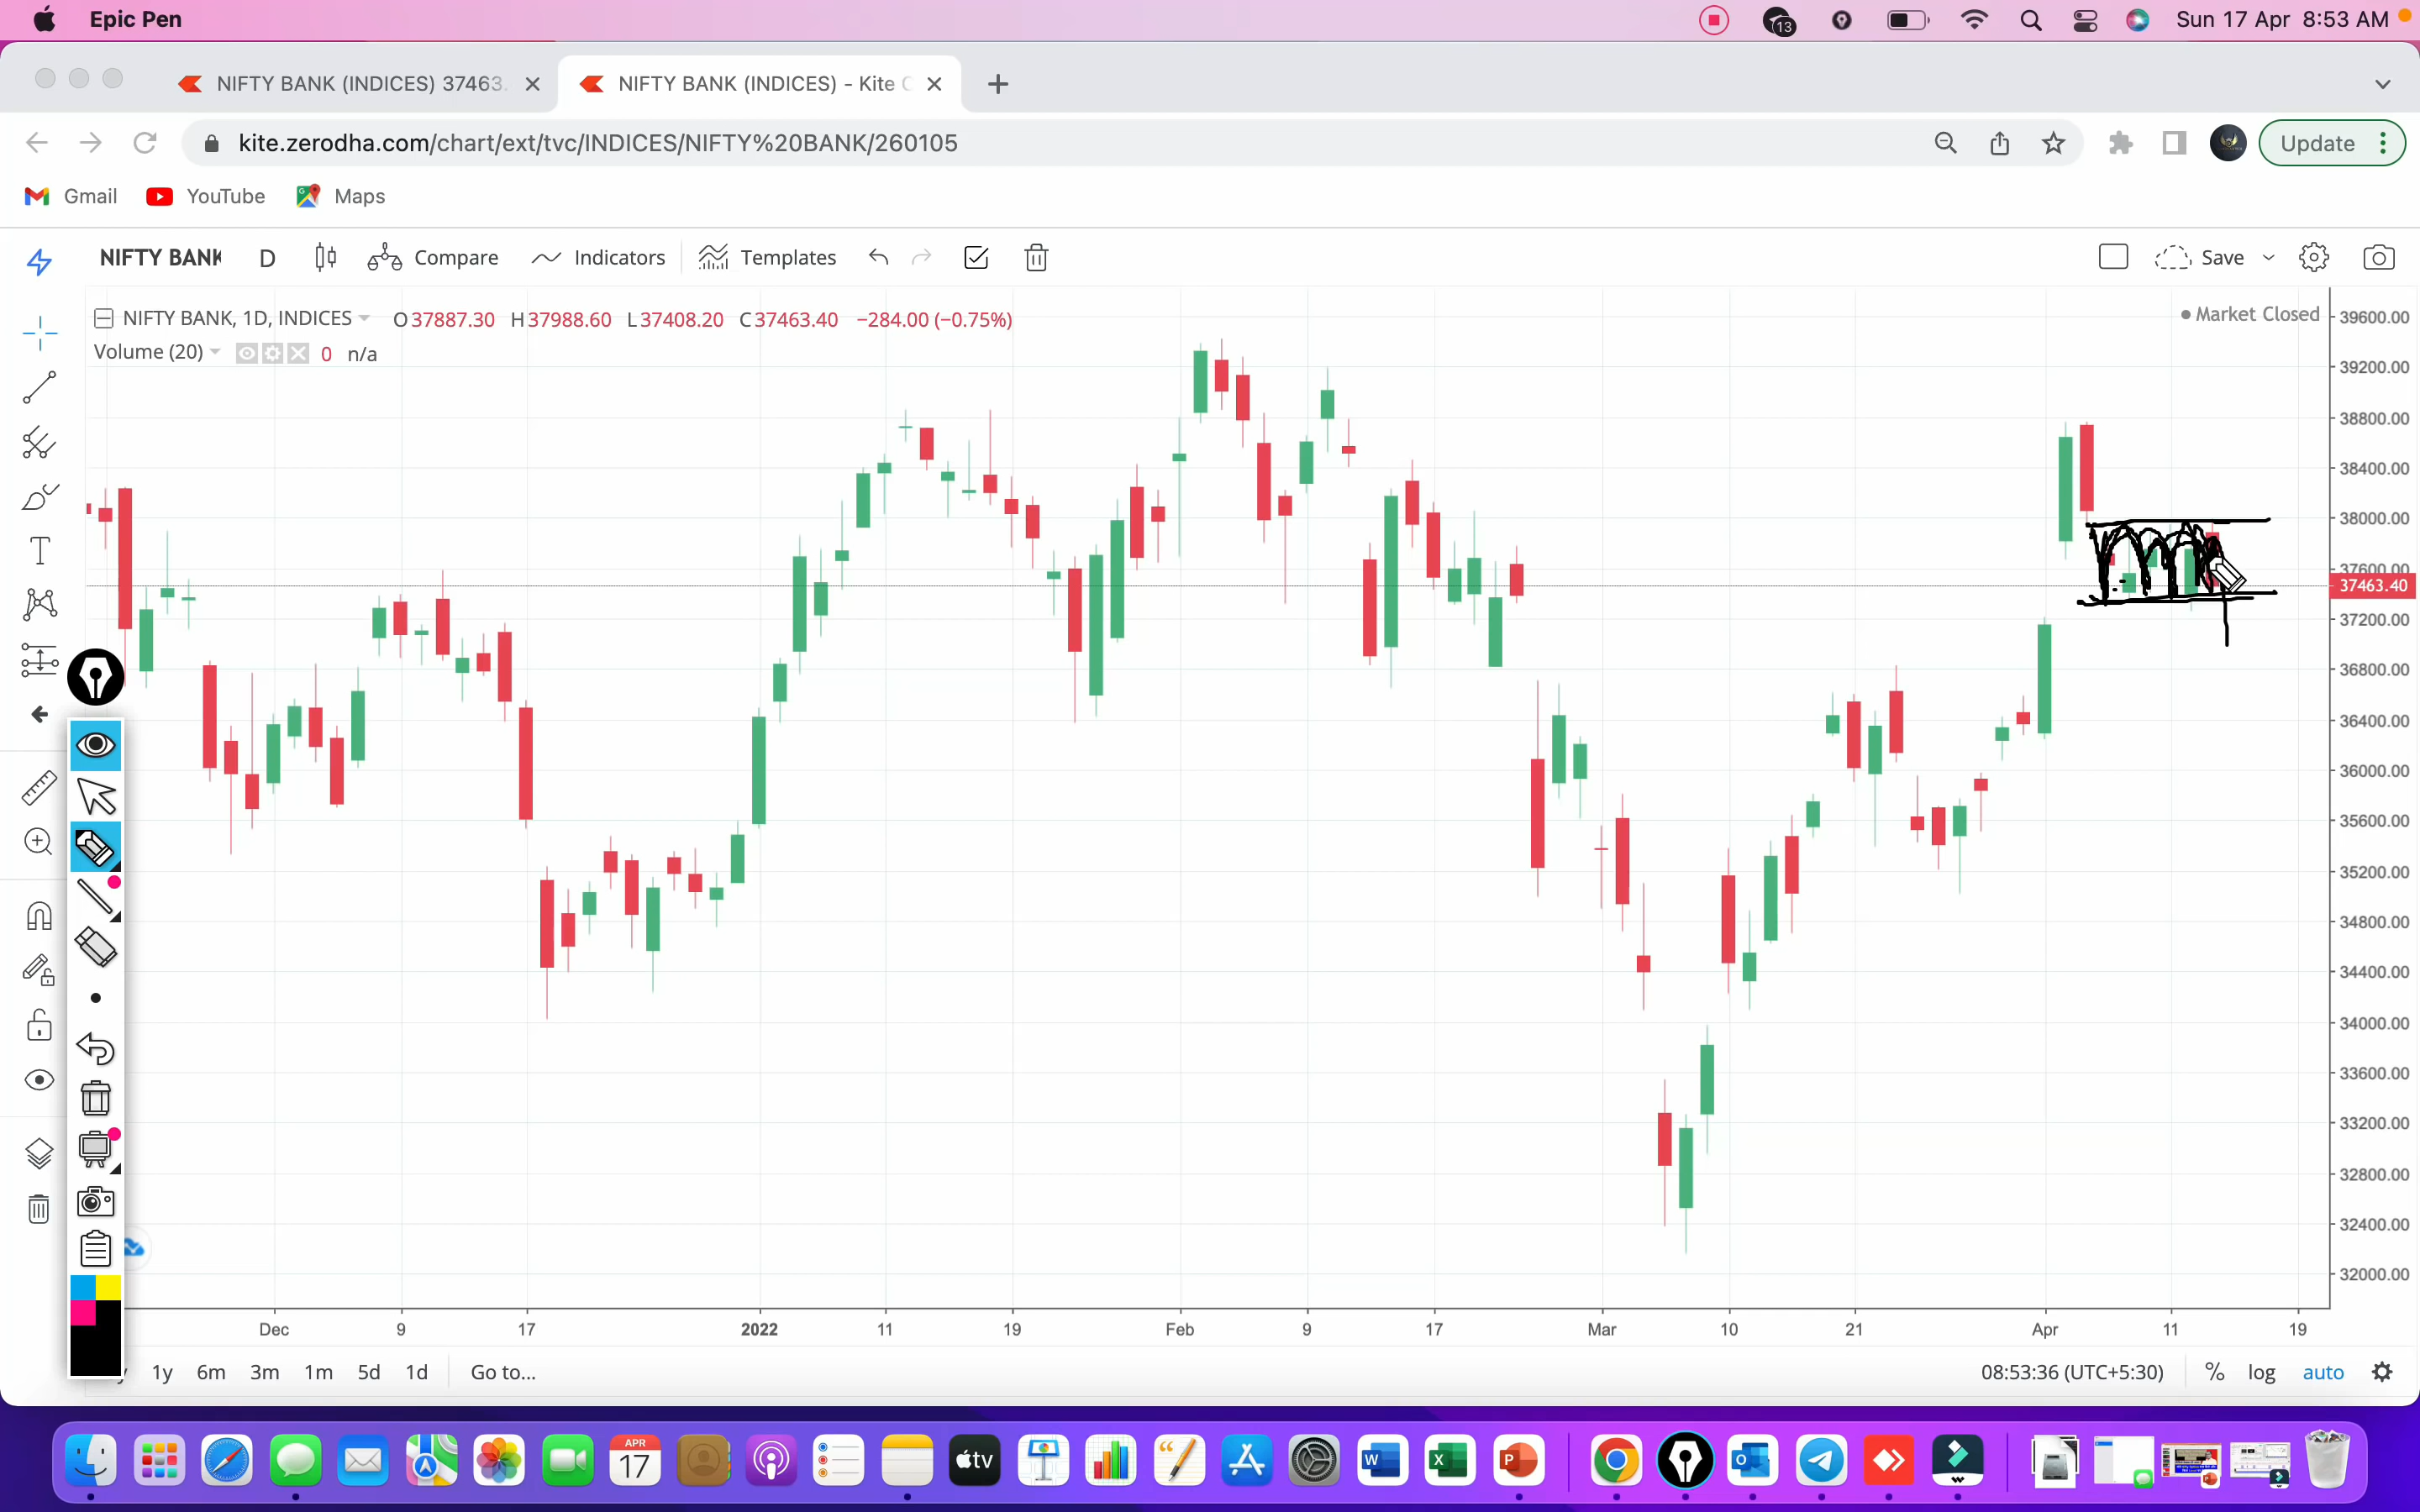 Epic Pen
13
Sun 17 Apr 8:53 AM
NIFTY BANK (INDICES) 37463.
NIFTY BANK (INDICES) - Kite C
kite.zerodha.com/chart/ext/tvc/INDICES/NIFTY%20BANK/260105
Update
Gmail
YouTube
Maps
NIFTY BANK
D
Compare
Indicators
Templates
Save
NIFTY BANK, 1D, INDICES
O37887.30 H37988.60 L37408.20 C37463.40 −284.00 (−0.75%)
Market Closed
Volume (20)
0 n/a
39600.00
39200.00
38800.00
38400.00
38000.00
37600.00
37463.40
37200.00
36800.00
36400.00
36000.00
35600.00
35200.00
34800.00
34400.00
34000.00
33600.00
33200.00
32800.00
32400.00
32000.00
Dec 9 17 2022 11 19 Feb 9 17 Mar 10 21 Apr 11 19
y 1y 6m 3m 1m 5d 1d Go to...
08:53:36 (UTC+5:30) % log auto
APR
17
tv
W
X
P
O